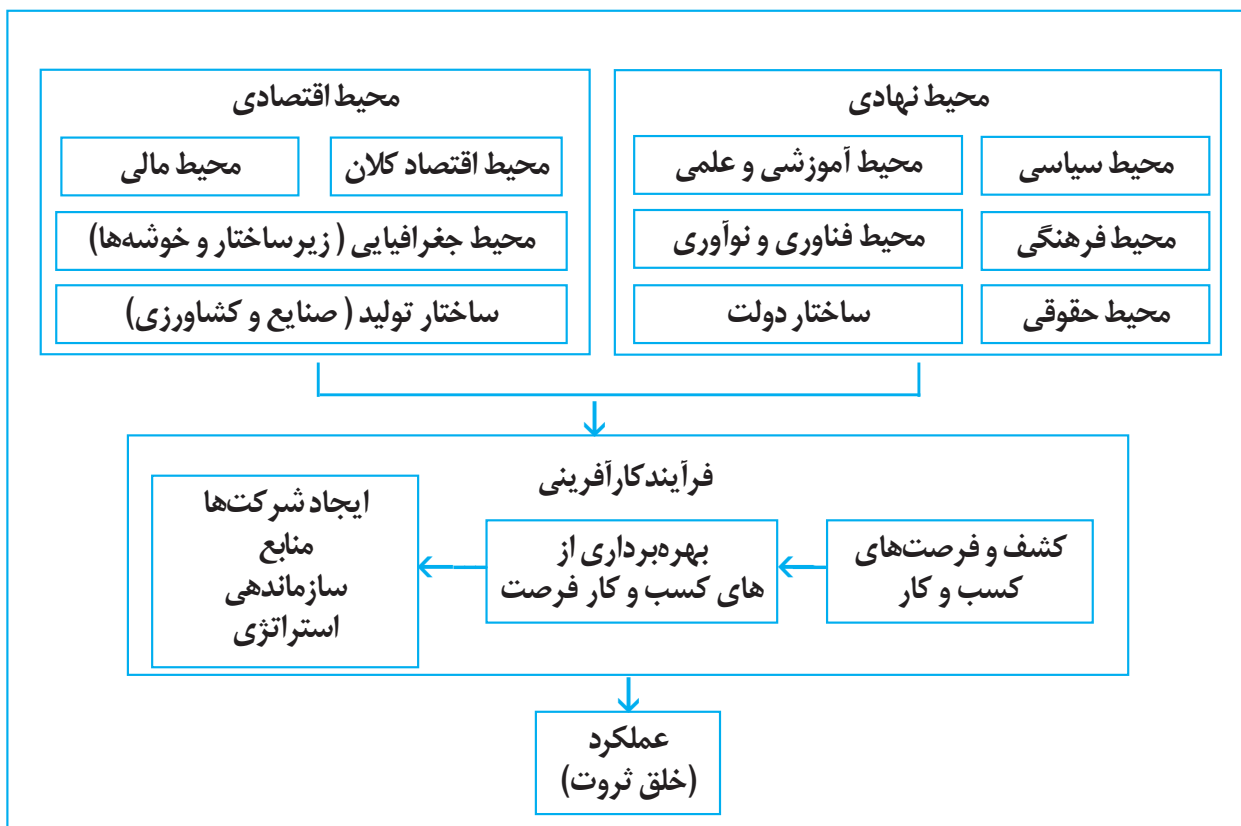 محیط نهادی
محیط سیاسی
محیط آموزشی و علمی
محیط فرهنگی
محیط فناوری و نوآوری
محیط حقوقی
ساختار دولت
محیط اقتصادی
محیط اقتصاد کلان
محیط مالی
محیط جغرافیایی ( زیرساختار و خوشه‌ها)
ساختار تولید ( صنایع و کشاورزی)
فرآیندکارآفرینی
کشف و فرصت‌های
کسب و کار
بهره‌برداری از
های کسب و کار فرصت
ایجاد شرکت‌ها
منابع
سازماندهی
استراتژی
عملکرد
(خلق ثروت)